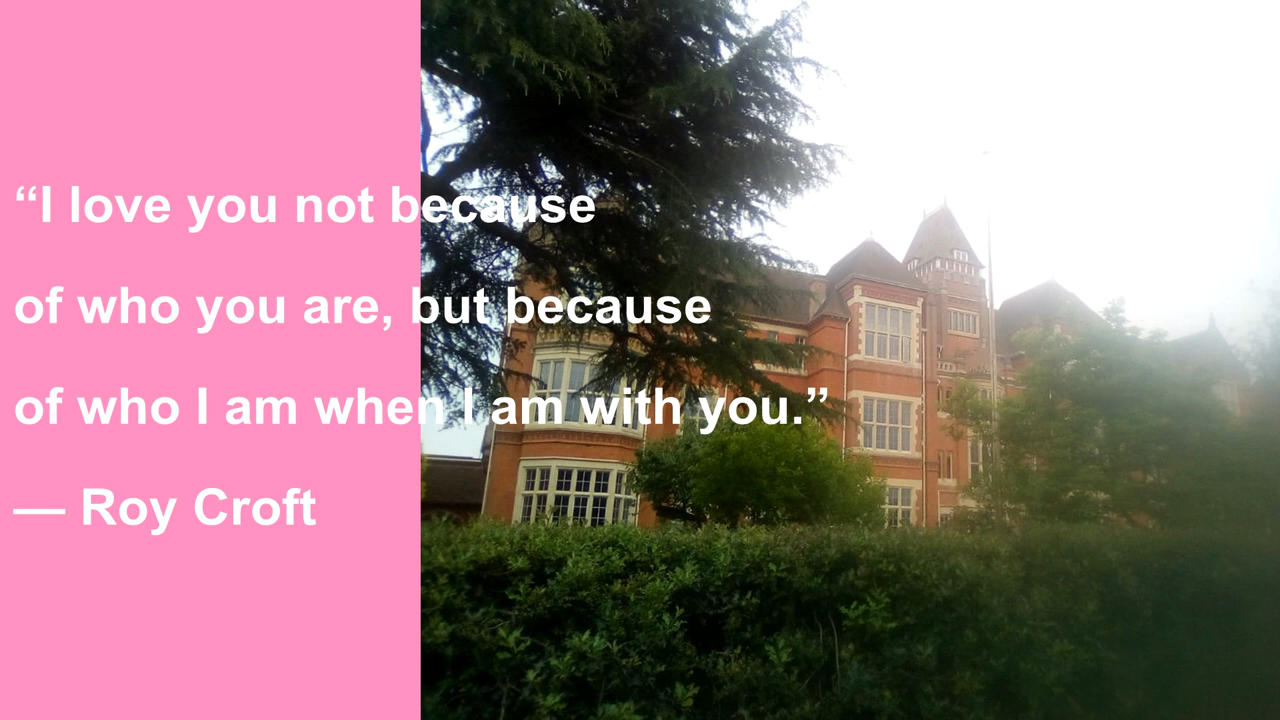 “I love you not because
of who you are, but because
of who I am when I am with you.”
— Roy Croft